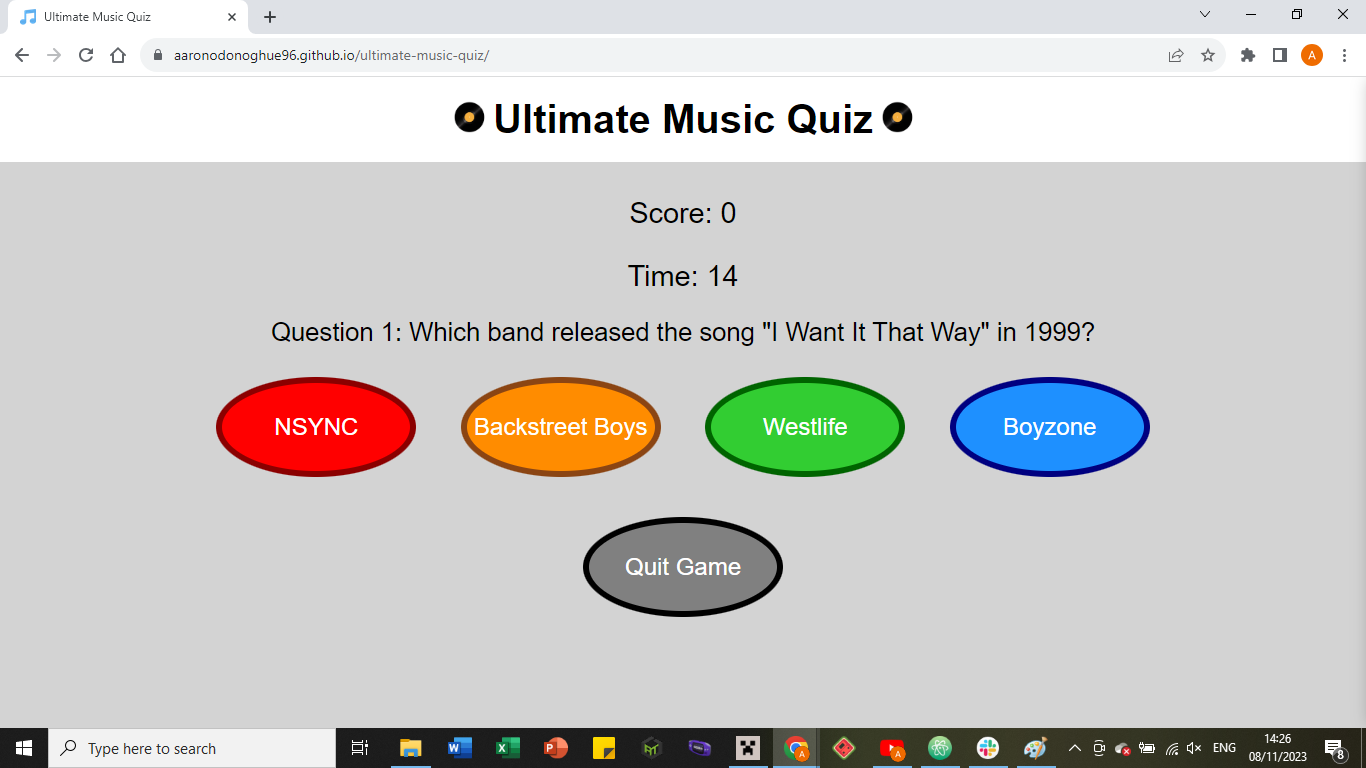 Ultimate Music Quiz
aaronodonoghue96.github.io/ultimate-music-quiz/
A
Ultimate Music Quiz
Score: 0
Time: 14
Question 1: Which band released the song "I Want It That Way" in 1999?
NSYNC Backstreet Boys Westlife Boyzone
Quit Game
Type here to search
ENG
14:26
08/11/2023
8